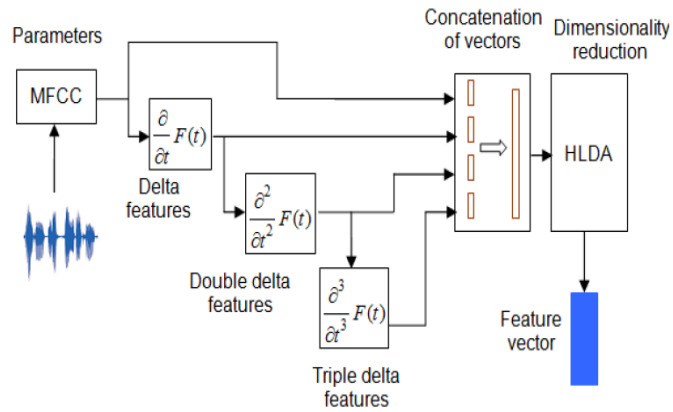 Parameters
MFCC
∂/∂t F(t)
Delta
features
∂²/∂t² F(t)
Double delta
features
∂³/∂t³ F(t)
Triple delta
features
Concatenation
of vectors
Dimensionality
reduction
HLDA
Feature
vector